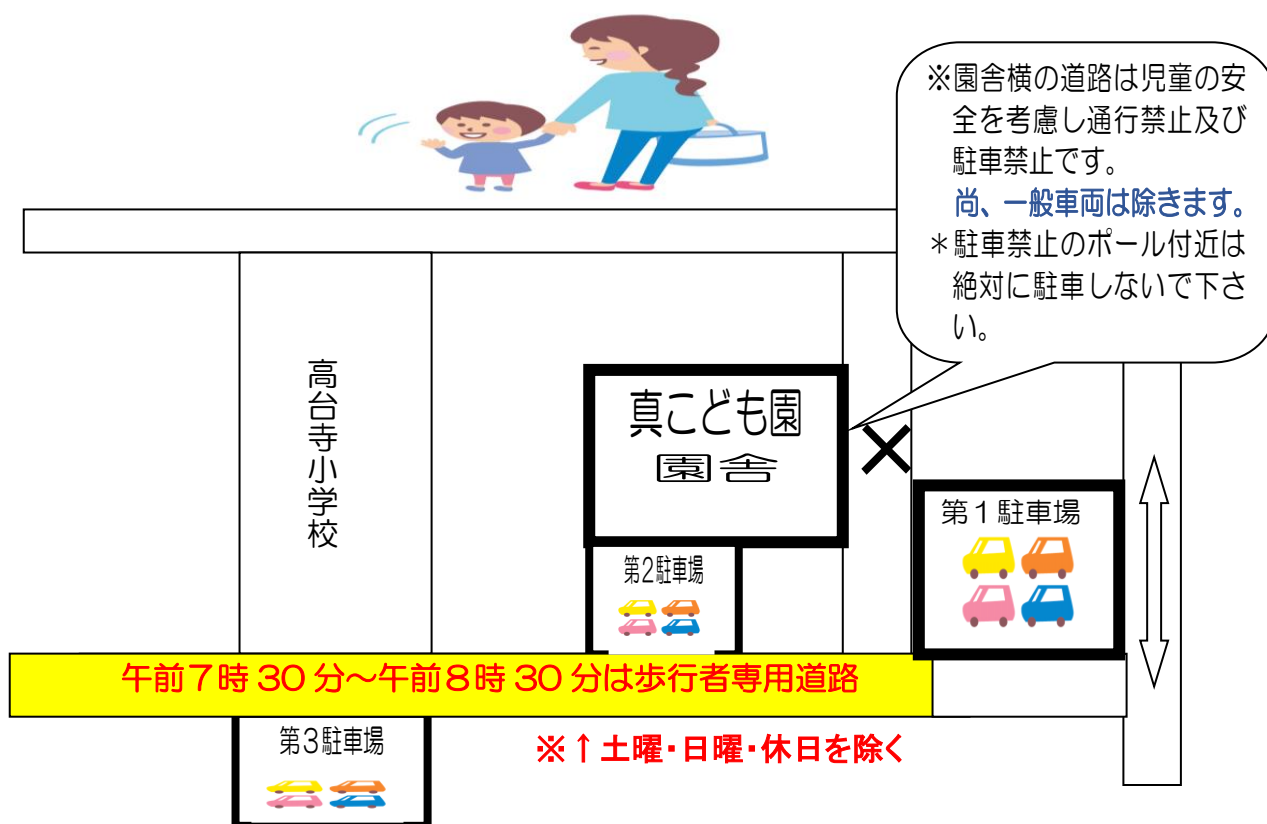 ※園舎横の道路は児童の安
全を考慮し通行禁止及び
駐車禁止です。
尚、一般車両は除きます。
＊駐車禁止のポール付近は
絶対に駐車しないで下さ
い。
高台寺小学校
真こども園
園舎
第１駐車場
第2駐車場
午前７時30分～午前８時30分は歩行者専用道路
第３駐車場
※↑土曜・日曜・休日を除く